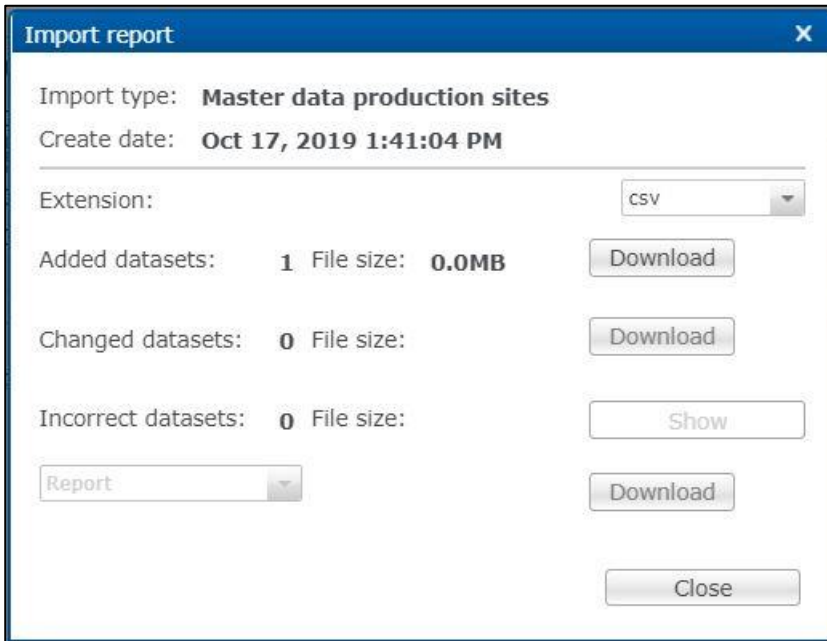 Import report X
Import type: Master data production sites
Create date: Oct 17, 2019 1:41:04 PM
Extension: csv
Added datasets: 1 File size: 0.0MB Download
Changed datasets: 0 File size: Download
Incorrect datasets: 0 File size: Show
Report Download
Close